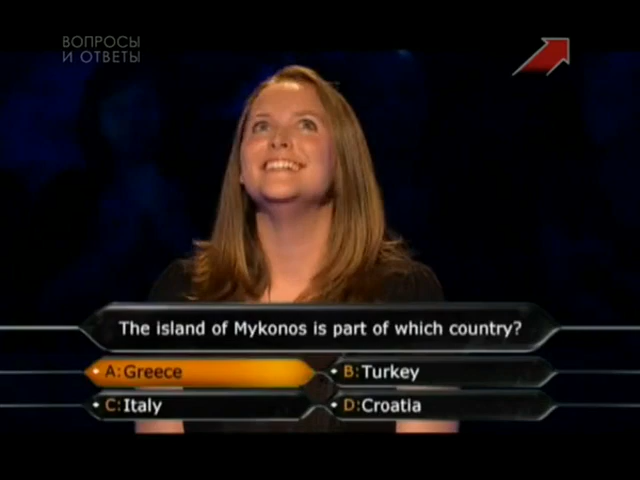 ВОПРОСЫ
И ОТВЕТЫ
The island of Mykonos is part of which country?
A: Greece
B: Turkey
C: Italy
D: Croatia